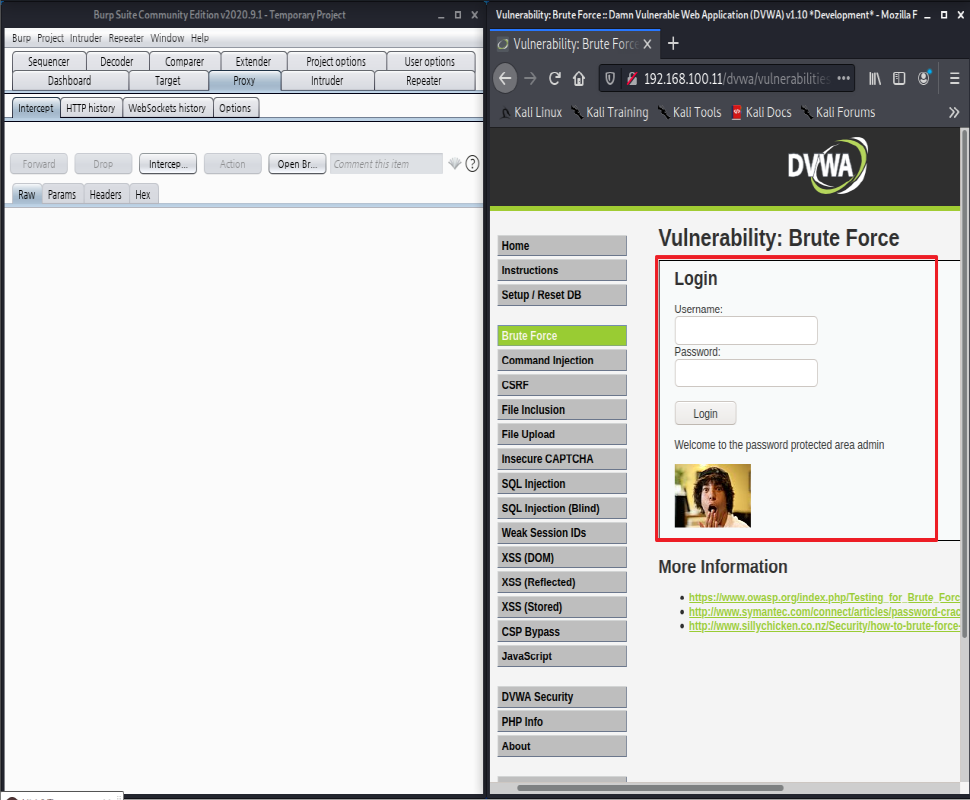 Burp Suite Community Edition v2020.9.1 - Temporary Project
Burp Project Intruder Repeater Window Help
Sequencer Decoder Comparer Extender Project options User options
Dashboard Target Proxy Intruder Repeater
Intercept HTTP history WebSockets history Options
Forward Drop Intercep... Action Open Br... Comment this item ?
Raw Params Headers Hex
Vulnerability: Brute Force :: Damn Vulnerable Web Application (DVWA) v1.10 *Development* - Mozilla F
Vulnerability: Brute Forc
192.168.100.11/dvwa/vulnerabilities
Kali Linux Kali Training Kali Tools Kali Docs Kali Forums
DVWA
Home
Instructions
Setup / Reset DB
Brute Force
Command Injection
CSRF
File Inclusion
File Upload
Insecure CAPTCHA
SQL Injection
SQL Injection (Blind)
Weak Session IDs
XSS (DOM)
XSS (Reflected)
XSS (Stored)
CSP Bypass
JavaScript
DVWA Security
PHP Info
About
Vulnerability: Brute Force
Login
Username:
Password:
Login
Welcome to the password protected area admin
More Information
https://www.owasp.org/index.php/Testing_for_Brute_Forc
http://www.symantec.com/connect/articles/password-crac
http://www.sillychicken.co.nz/Security/how-to-brute-force-